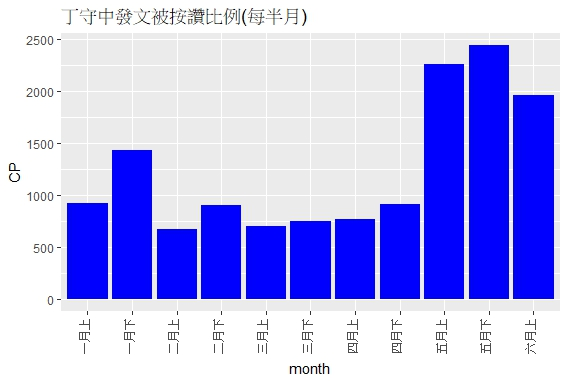 丁守中發文被按讚比例(每半月)
CP
2500
2000
1500
1000
500
0
一月上
一月下
二月上
二月下
三月上
三月下
四月上
四月下
五月上
五月下
六月上
month